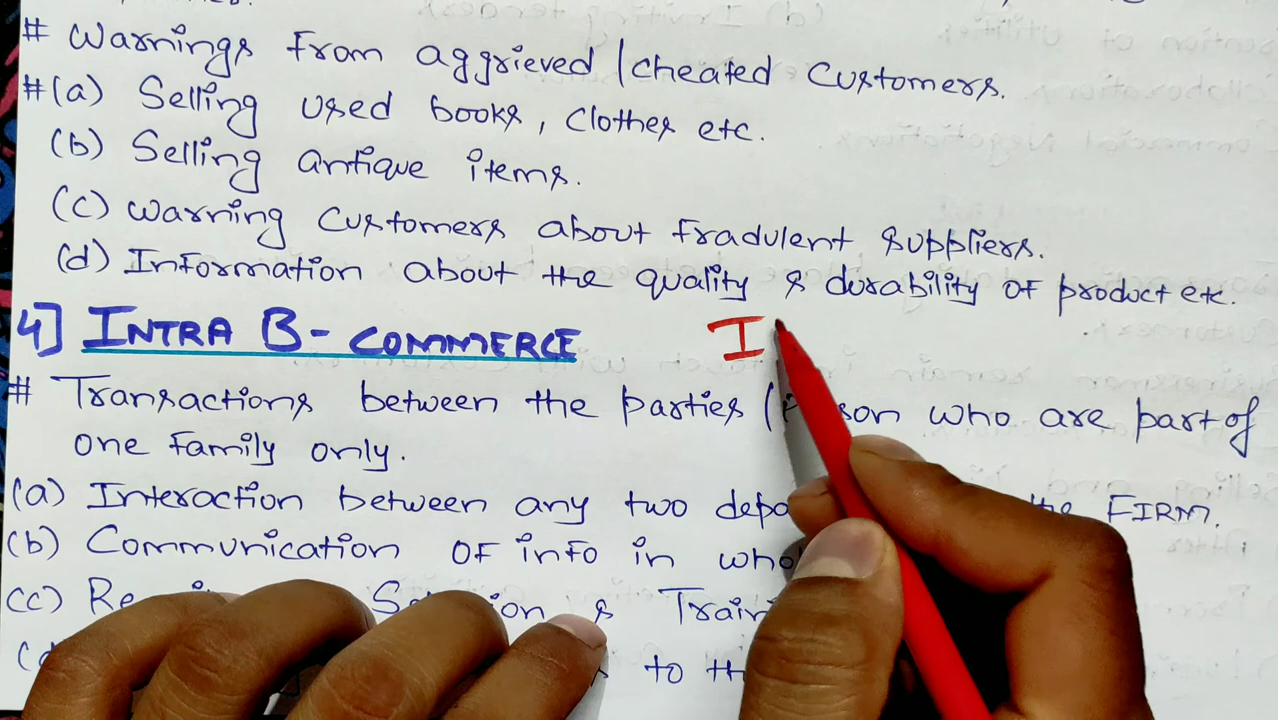 # Warnings from aggrieved / cheated customers.
#(a) Selling used books, clothes etc.
(b) Selling antique items.
(c) Warning customers about fradulent suppliers.
(d) Information about the quality & durability of product etc.
4] INTRA B-COMMERCE I
# Transactions between the parties ( who are part of
one family only.
(a) Interaction between any two the FIRM.
(b) Communication of info in
(c) &
to